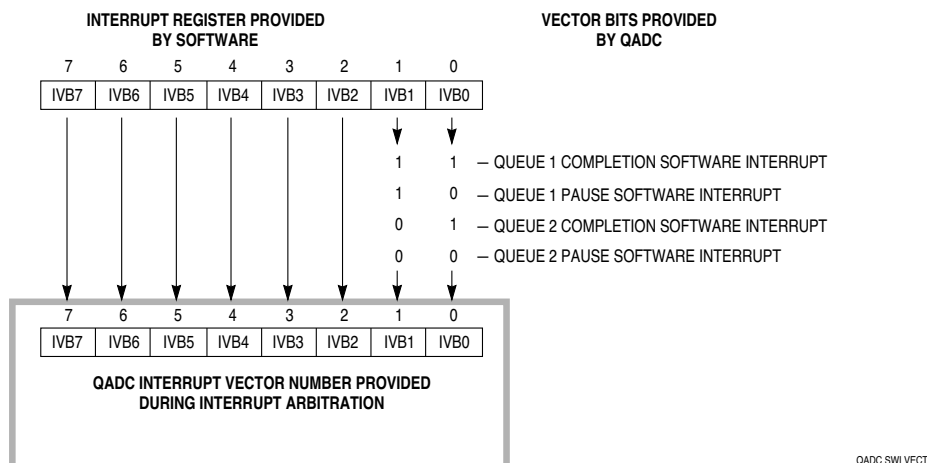 INTERRUPT REGISTER PROVIDED
BY SOFTWARE
VECTOR BITS PROVIDED
BY QADC
7 6 5 4 3 2 1 0
IVB7 IVB6 IVB5 IVB4 IVB3 IVB2 IVB1 IVB0
1 1 — QUEUE 1 COMPLETION SOFTWARE INTERRUPT
1 0 — QUEUE 1 PAUSE SOFTWARE INTERRUPT
0 1 — QUEUE 2 COMPLETION SOFTWARE INTERRUPT
0 0 — QUEUE 2 PAUSE SOFTWARE INTERRUPT
7 6 5 4 3 2 1 0
IVB7 IVB6 IVB5 IVB4 IVB3 IVB2 IVB1 IVB0
QADC INTERRUPT VECTOR NUMBER PROVIDED
DURING INTERRUPT ARBITRATION
QADC SWI VECT